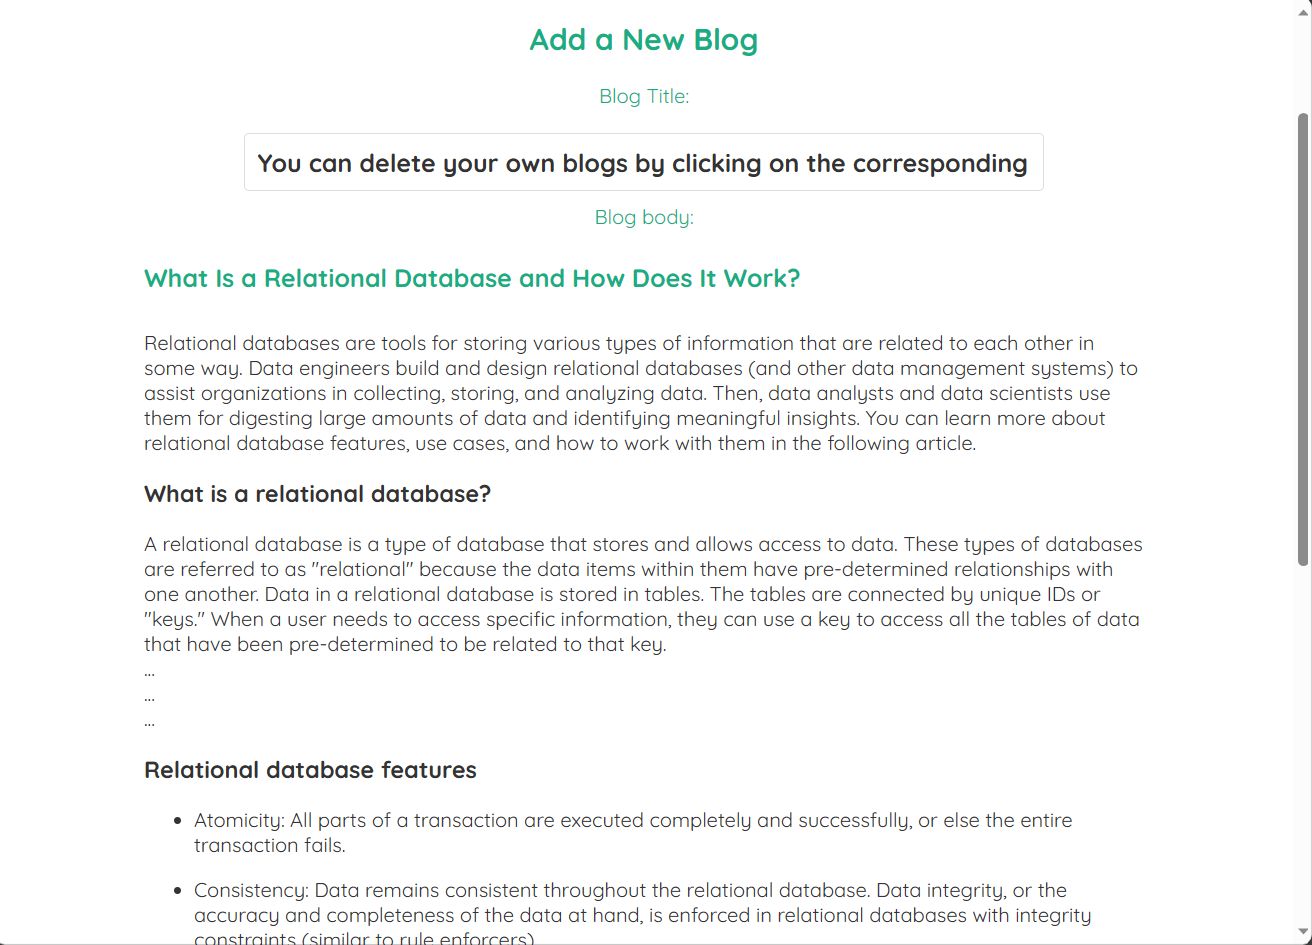 Add a New Blog
Blog Title:
You can delete your own blogs by clicking on the corresponding
Blog body:
What Is a Relational Database and How Does It Work?
Relational databases are tools for storing various types of information that are related to each other in
some way. Data engineers build and design relational databases (and other data management systems) to
assist organizations in collecting, storing, and analyzing data. Then, data analysts and data scientists use
them for digesting large amounts of data and identifying meaningful insights. You can learn more about
relational database features, use cases, and how to work with them in the following article.
What is a relational database?
A relational database is a type of database that stores and allows access to data. These types of databases
are referred to as "relational" because the data items within them have pre-determined relationships with
one another. Data in a relational database is stored in tables. The tables are connected by unique IDs or
"keys." When a user needs to access specific information, they can use a key to access all the tables of data
that have been pre-determined to be related to that key.
...
...
...
Relational database features
• Atomicity: All parts of a transaction are executed completely and successfully, or else the entire
transaction fails.
• Consistency: Data remains consistent throughout the relational database. Data integrity, or the
accuracy and completeness of the data at hand, is enforced in relational databases with integrity
constraints (similar to rule enforcers).